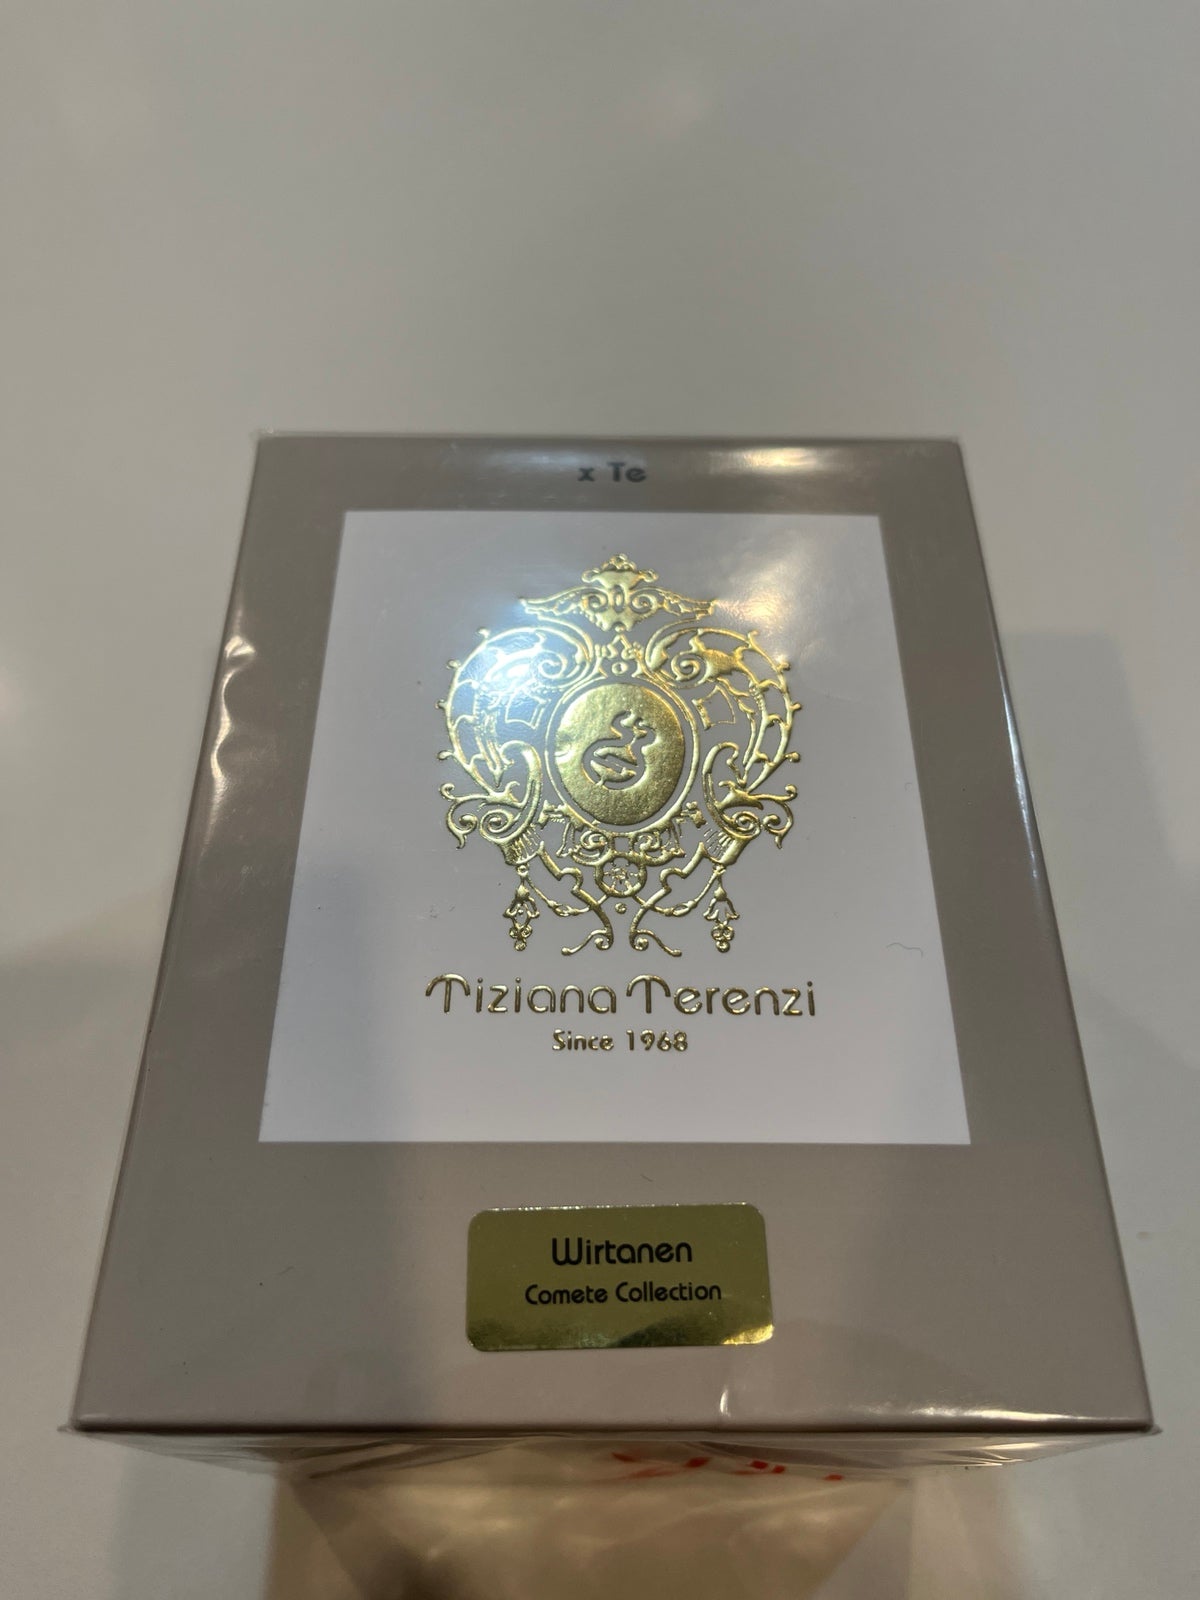 x Te
Tiziana Terenzi
Since 1968
Wirtanen
Comete Collection